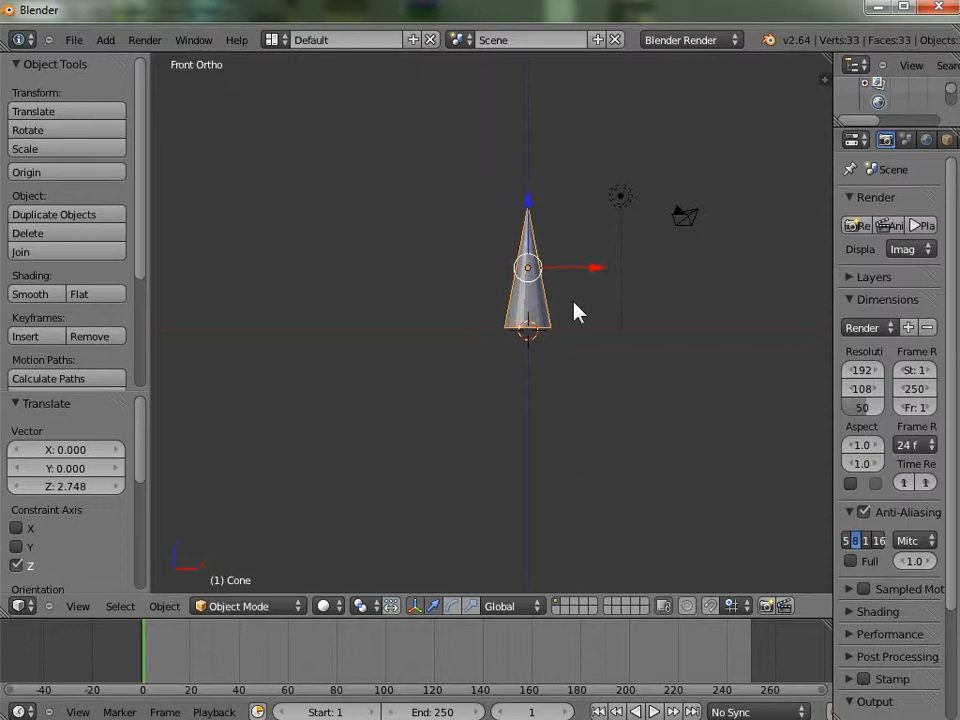 Blender
File Add Render Window Help Default Scene Blender Render v2.64 | Verts:33 | Faces:33 | Objects:
Object Tools
Transform:
Translate
Rotate
Scale
Origin
Object:
Duplicate Objects
Delete
Join
Shading:
Smooth Flat
Keyframes:
Insert Remove
Motion Paths:
Calculate Paths
Translate
Vector
X: 0.000
Y: 0.000
Z: 2.748
Constraint Axis
X
Y
Z
Orientation
Front Ortho
(1) Cone
View Select Object Object Mode Global
View Sear
Scene
Render
Re Ani Pla
Displa Imag
Layers
Dimensions
Render
Resoluti Frame R
192 St: 1
108 250
50 Fr: 1
Aspect Frame R
1.0 24 f
1.0 Time Re
1 1
Anti-Aliasing
5 8 1 16 Mitc
Full 1.0
Sampled Mot
Shading
Performance
Post Processing
Stamp
Output
-40 -20 0 20 40 60 80 100 120 140 160 180 200 220 240 260
View Marker Frame Playback Start: 1 End: 250 1 No Sync